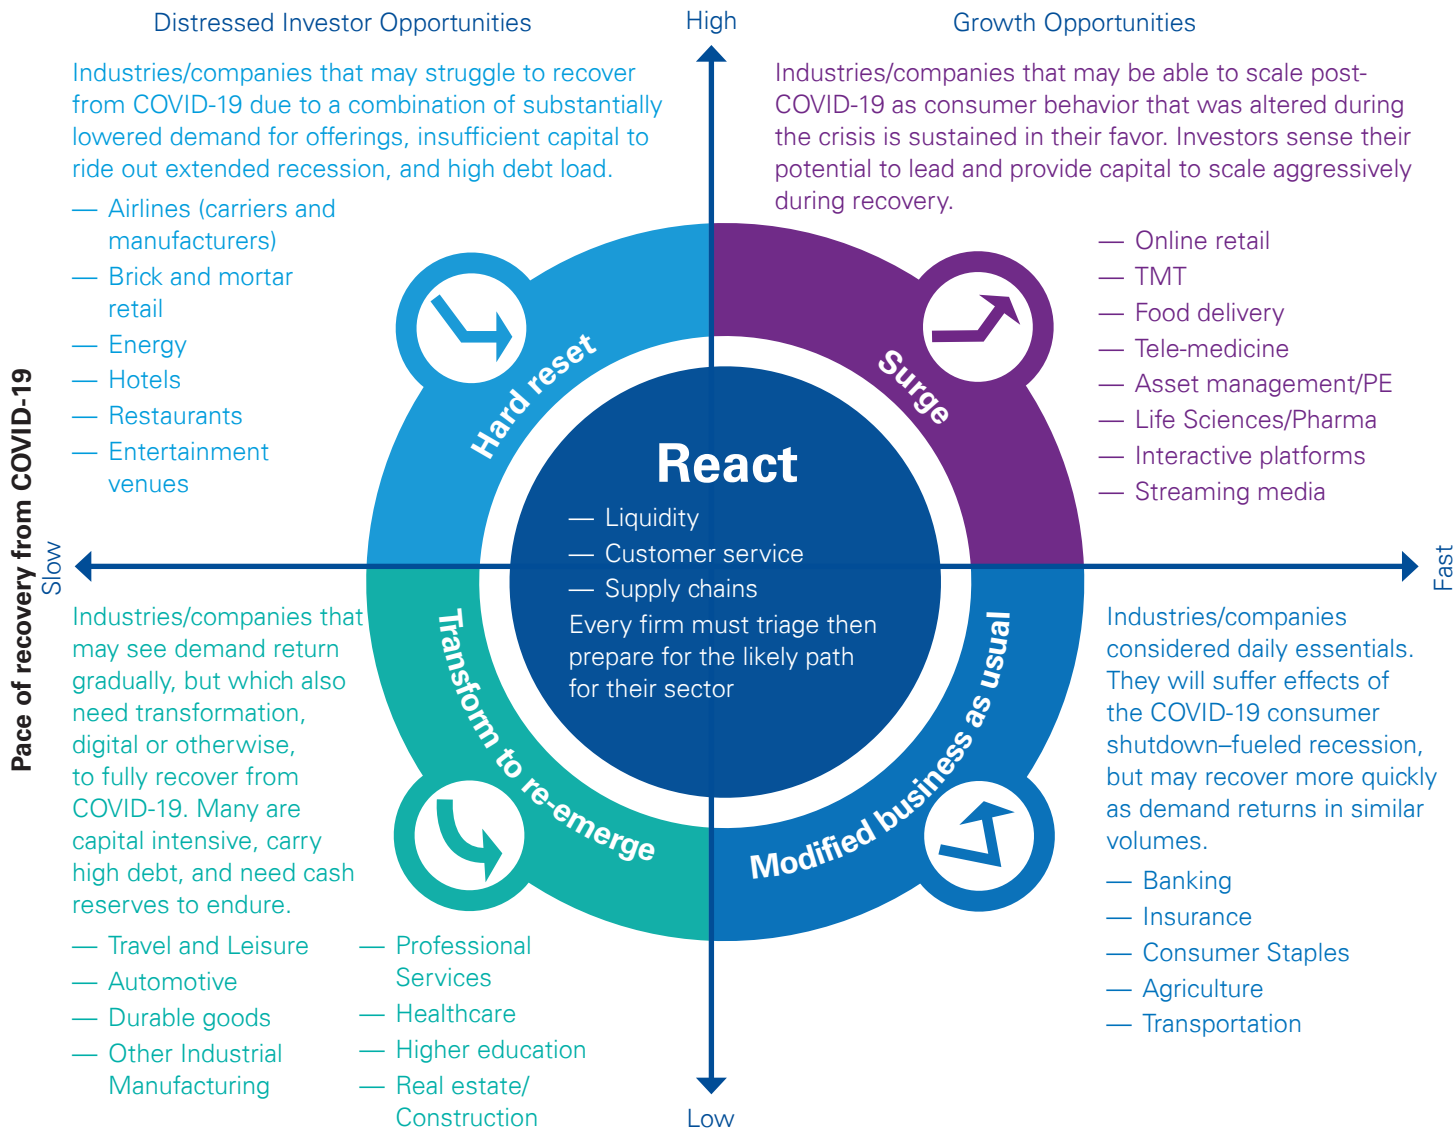 Distressed Investor Opportunities
High
Growth Opportunities
Industries/companies that may struggle to recover
from COVID-19 due to a combination of substantially
lowered demand for offerings, insufficient capital to
ride out extended recession, and high debt load.
— Airlines (carriers and
manufacturers)
— Brick and mortar
retail
— Energy
— Hotels
— Restaurants
— Entertainment
venues
Industries/companies that may be able to scale post-
COVID-19 as consumer behavior that was altered during
the crisis is sustained in their favor. Investors sense their
potential to lead and provide capital to scale aggressively
during recovery.
— Online retail
— TMT
— Food delivery
— Tele-medicine
— Asset management/PE
— Life Sciences/Pharma
— Interactive platforms
— Streaming media
Hard reset
Surge
React
— Liquidity
— Customer service
— Supply chains
Every firm must triage then
prepare for the likely path
for their sector
Pace of recovery from COVID-19
Slow
Fast
Transform to re-emerge
Modified business as usual
Industries/companies that
may see demand return
gradually, but which also
need transformation,
digital or otherwise,
to fully recover from
COVID-19. Many are
capital intensive, carry
high debt, and need cash
reserves to endure.
— Travel and Leisure
— Automotive
— Durable goods
— Other Industrial
Manufacturing
— Professional
Services
— Healthcare
— Higher education
— Real estate/
Construction
Industries/companies
considered daily essentials.
They will suffer effects of
the COVID-19 consumer
shutdown–fueled recession,
but may recover more quickly
as demand returns in similar
volumes.
— Banking
— Insurance
— Consumer Staples
— Agriculture
— Transportation
Low